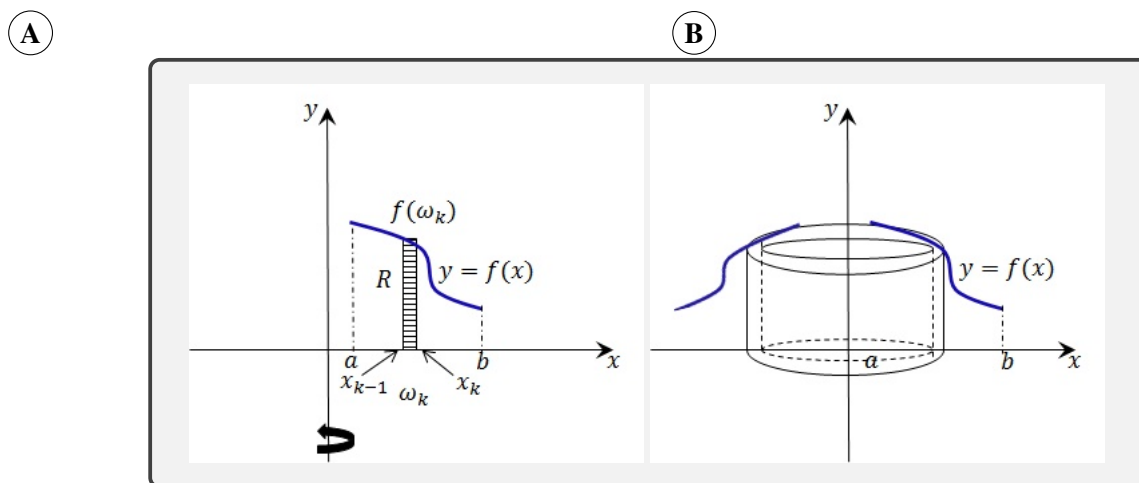 A
B
y
f(ω_k)
R
y = f(x)
a
b
x
x_{k−1}
ω_k
x_k
y
y = f(x)
a
b
x